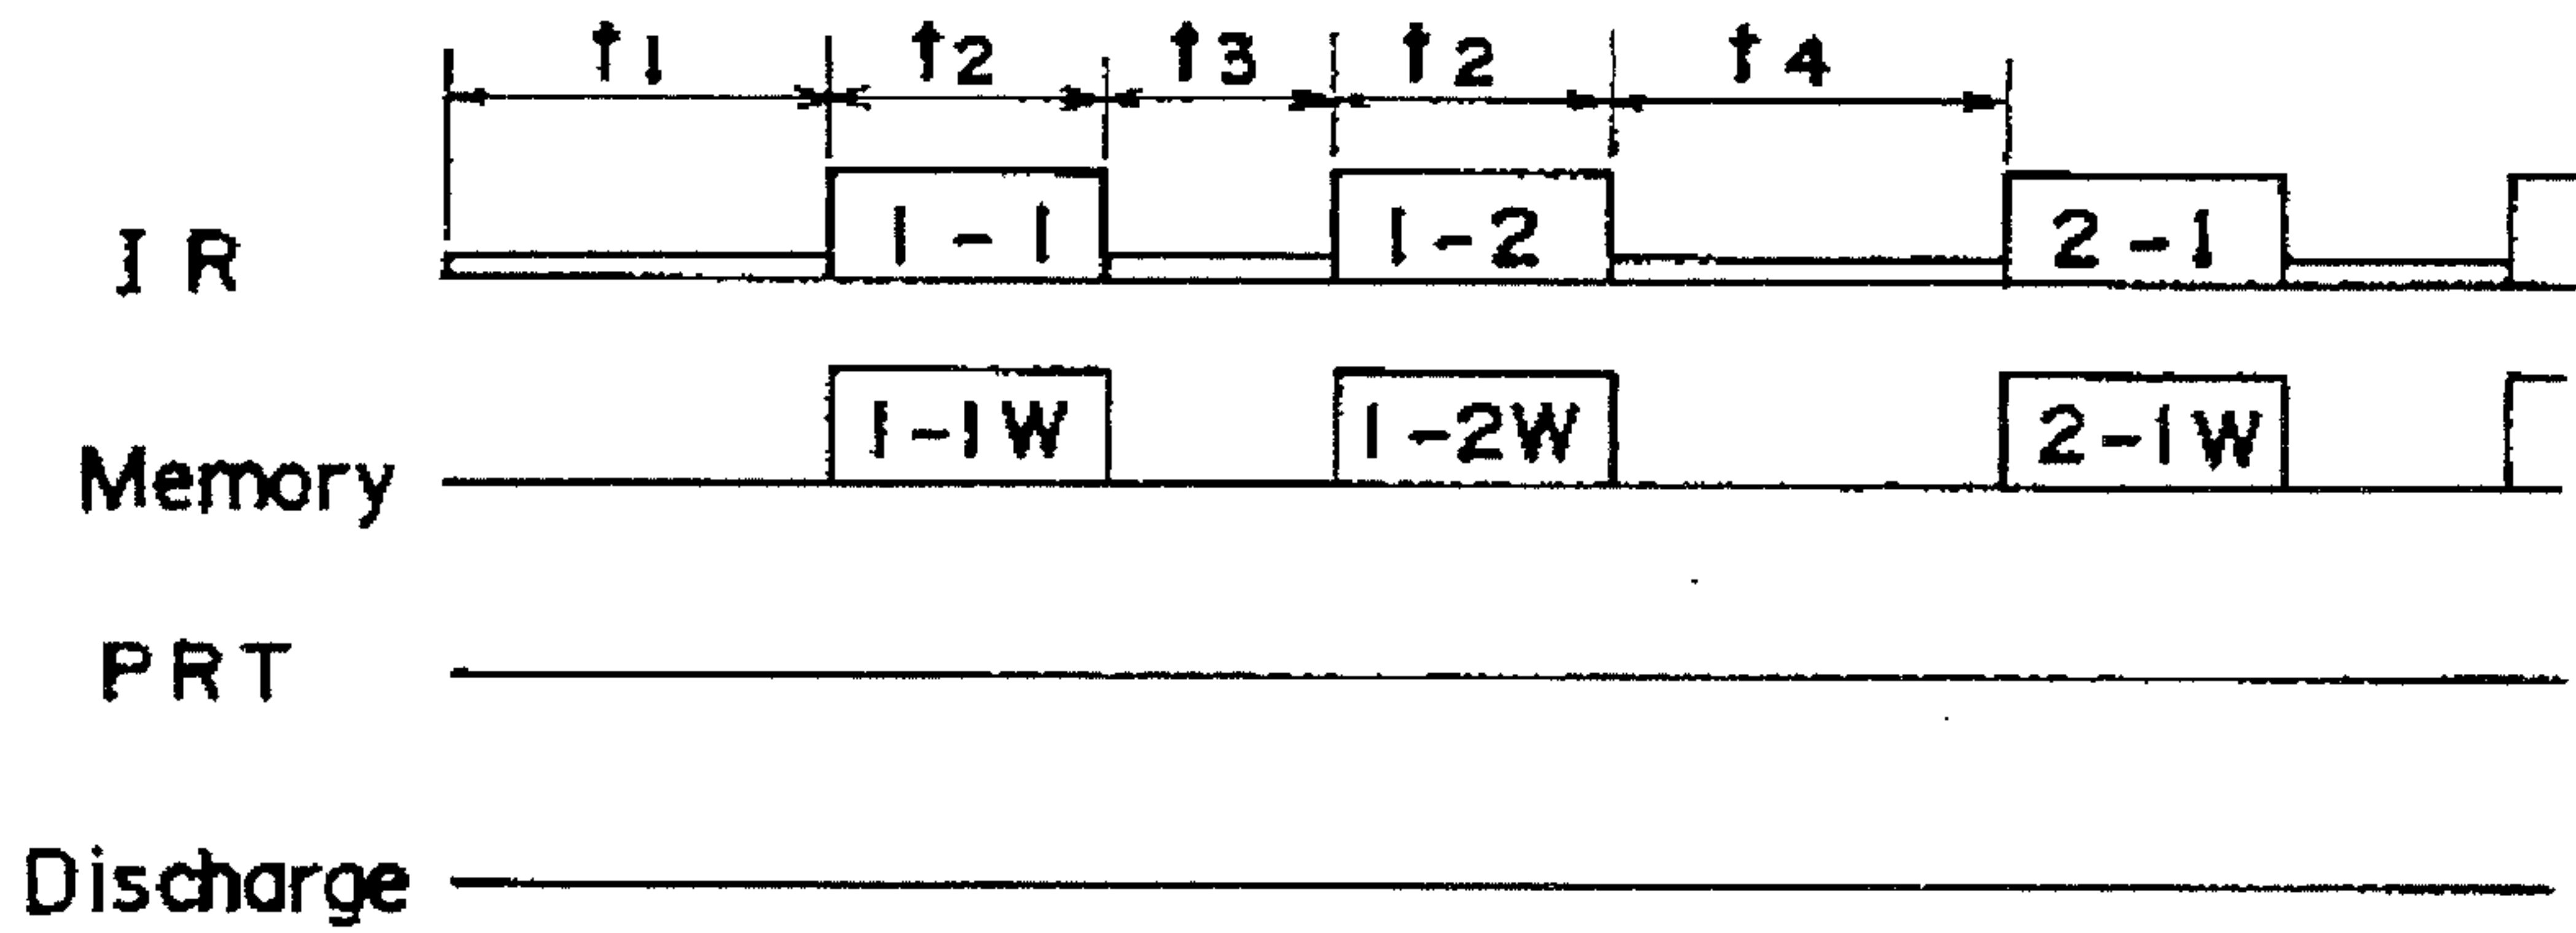 t1 t2 t3 t2 t4
IR 1-1 1-2 2-1
Memory 1-1W 1-2W 2-1W
PRT
Discharge